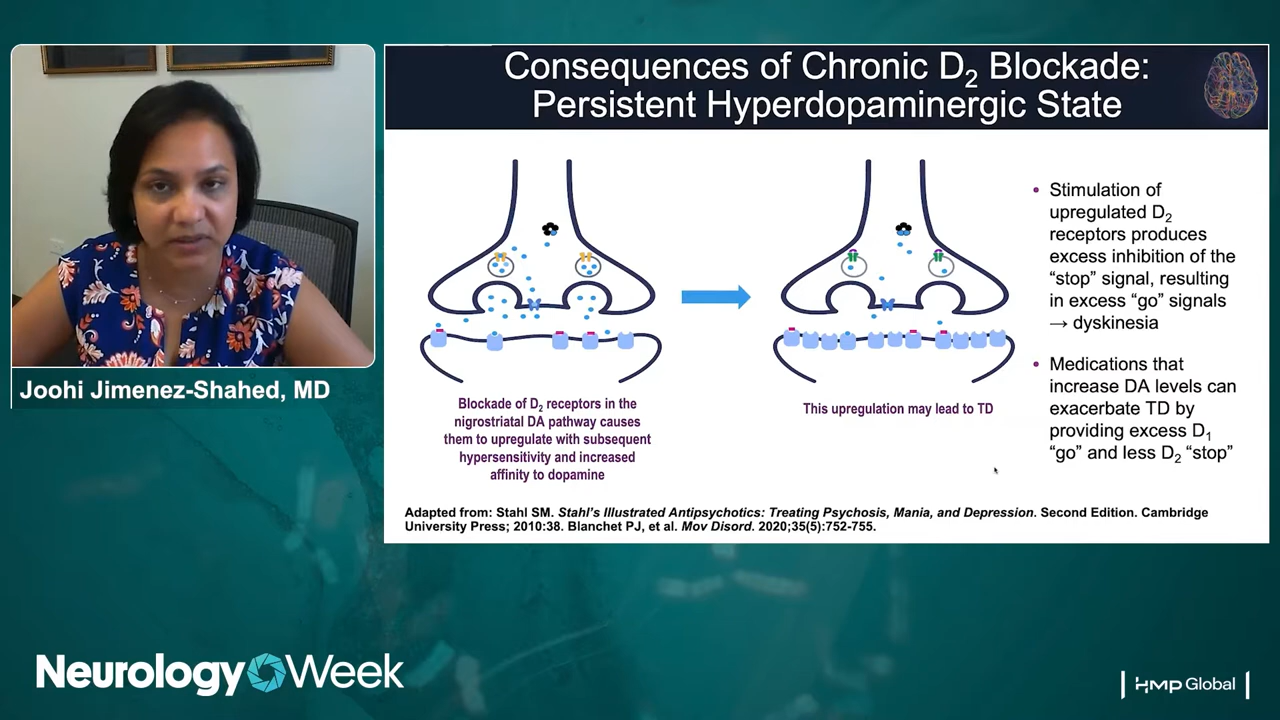 Consequences of Chronic D2 Blockade:
Persistent Hyperdopaminergic State
Joohi Jimenez-Shahed, MD
Blockade of D2 receptors in the
nigrostriatal DA pathway causes
them to upregulate with subsequent
hypersensitivity and increased
affinity to dopamine
This upregulation may lead to TD
• Stimulation of
upregulated D2
receptors produces
excess inhibition of the
“stop” signal, resulting
in excess “go” signals
→ dyskinesia
• Medications that
increase DA levels can
exacerbate TD by
providing excess D1
“go” and less D2 “stop”
Adapted from: Stahl SM. Stahl’s Illustrated Antipsychotics: Treating Psychosis, Mania, and Depression. Second Edition. Cambridge
University Press; 2010:38. Blanchet PJ, et al. Mov Disord. 2020;35(5):752-755.
Neurology Week
HMP Global